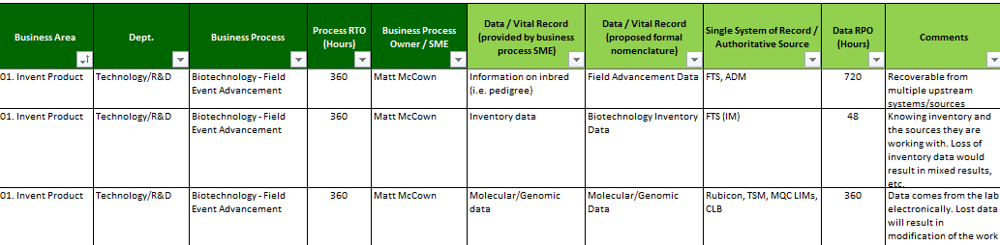 Business Area
Dept.
Business Process
Process RTO
(Hours)
Business Process
Owner / SME
Data / Vital Record
(provided by business
process SME)
Data / Vital Record
(proposed formal
nomenclature)
Single System of Record /
Authoritative Source
Data RPO
(Hours)
Comments
01. Invent Product
Technology/R&D
Biotechnology - Field
Event Advancement
360
Matt McCown
Information on inbred
(i.e. pedigree)
Field Advancement Data
FTS, ADM
720
Recoverable from
multiple upstream
systems/sources
01. Invent Product
Technology/R&D
Biotechnology - Field
Event Advancement
360
Matt McCown
Inventory data
Biotechnology Inventory
Data
FTS (IM)
48
Knowing inventory and
the sources they are
working with. Loss of
inventory data would
result in mixed results,
etc.
01. Invent Product
Technology/R&D
Biotechnology - Field
Event Advancement
360
Matt McCown
Molecular/Genomic
data
Molecular/Genomic
Data
Rubicon, TSM, MQC LIMs,
CLB
360
Data comes from the lab
electronically. Lost data
will result in
modification of the work